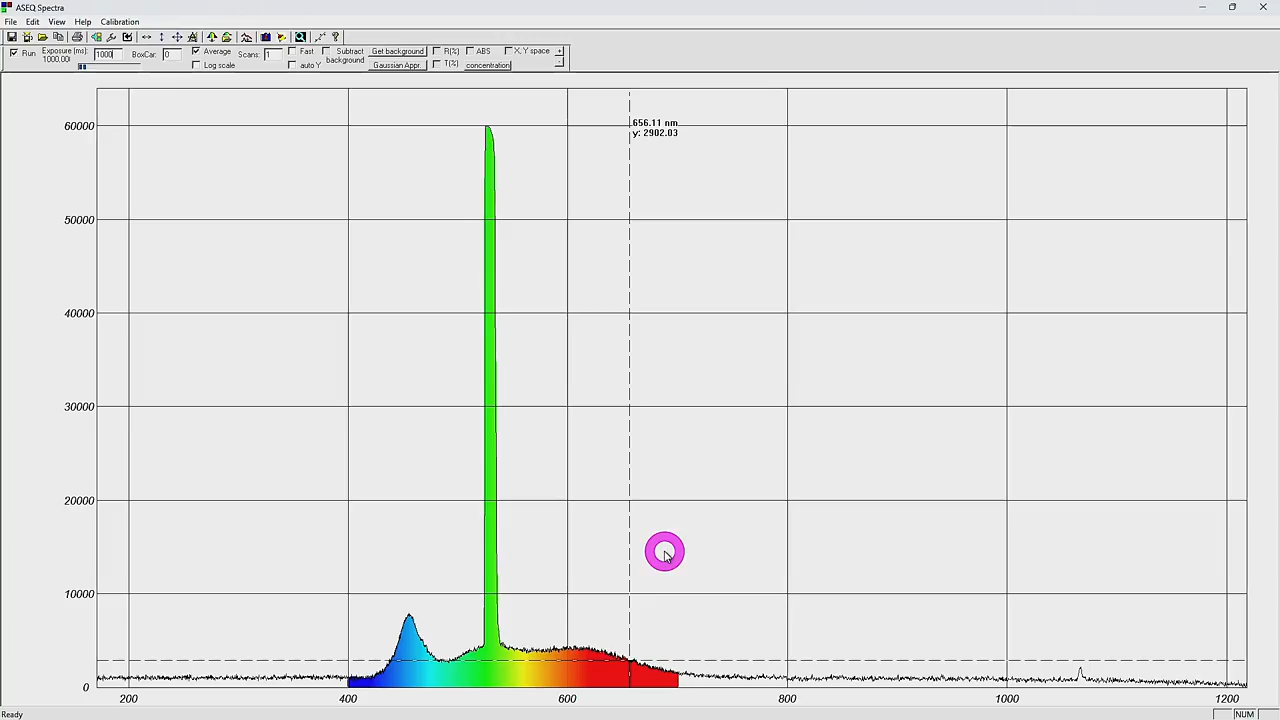 ASEQ Spectra
File Edit View Help Calibration
Run Exposure (ms): 1000 BoxCar: 0 Average Scans: 1 Fast Subtract background Get background R(%) ABS X, Y space + -
1000,00 Log scale auto Y Gaussian Appr. T(%) concentration
656.11 nm
y: 2902.03
60000
50000
40000
30000
20000
10000
0
200 400 600 800 1000 1200
Ready NUM